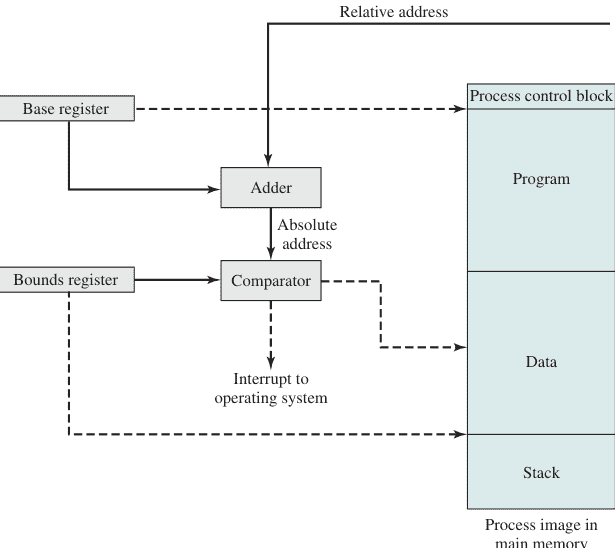 Relative address
Process control block
Base register
Program
Adder
Absolute
address
Bounds register
Comparator
Data
Interrupt to
operating system
Stack
Process image in
main memory